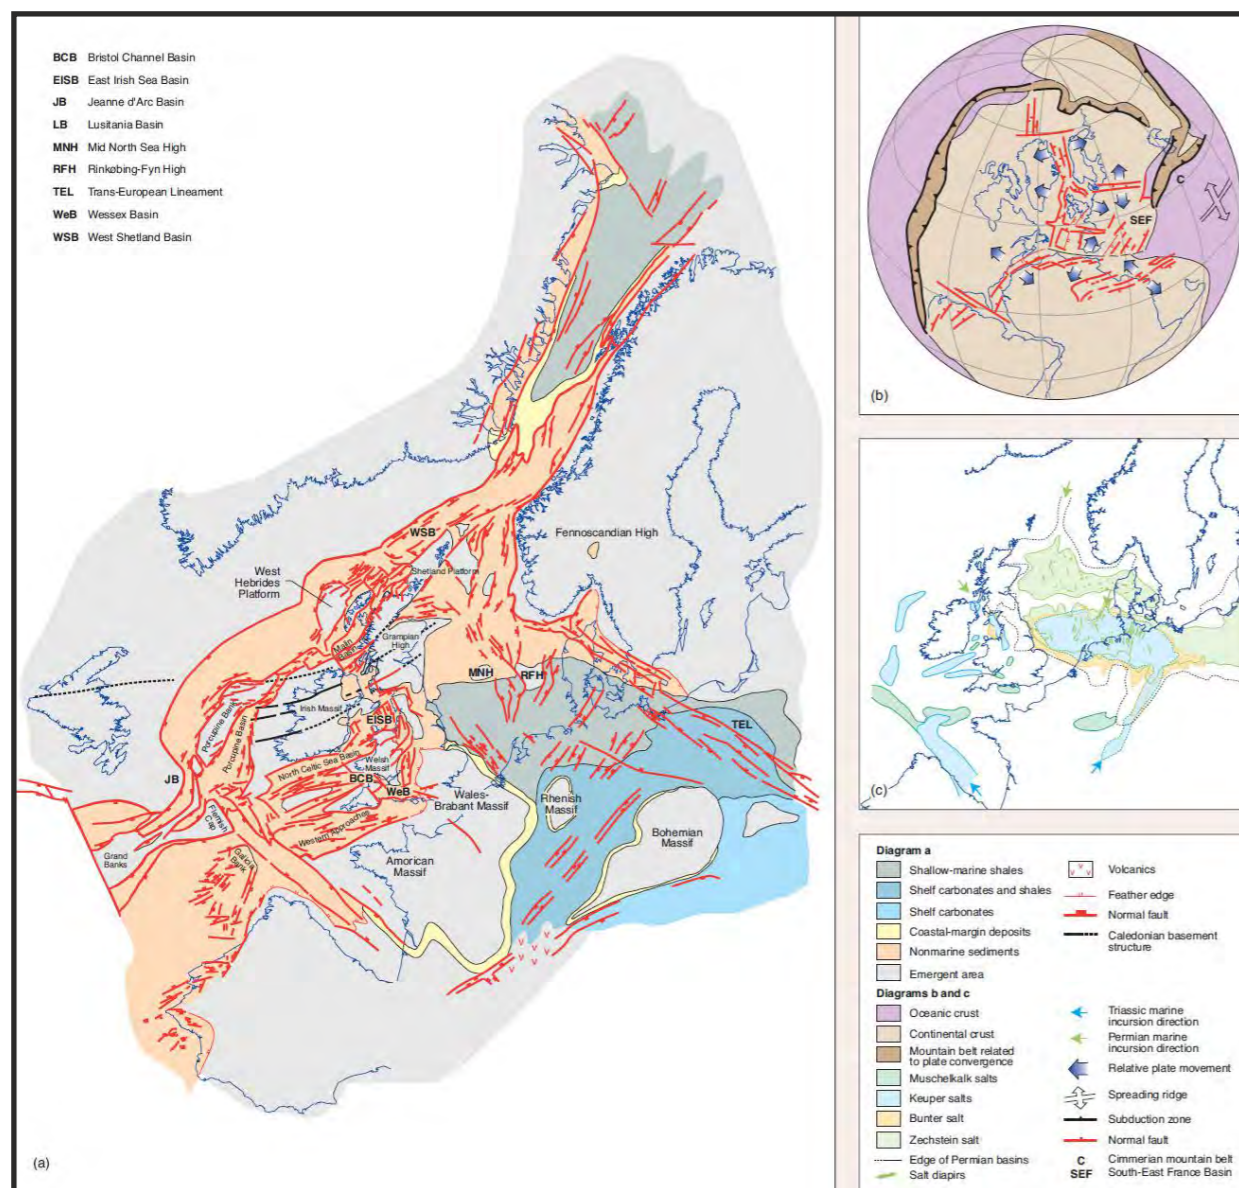 BCB Bristol Channel Basin
EISB East Irish Sea Basin
JB Jeanne d'Arc Basin
LB Lusitania Basin
MNH Mid North Sea High
RFH Rinkøbing-Fyn High
TEL Trans-European Lineament
WeB Wessex Basin
WSB West Shetland Basin
WSB
Fennoscandian High
West
Hebrides
Platform
Shetland Platform
Grampian
High
Malin
MNH
RFH
Porcupine Bank
Irish Massif
Porcupine Basin
EISB
TEL
North Celtic Sea Basin
Welsh
Massif
JB
BCB
WeB
Wales-
Brabant Massif
Rhenish
Massif
Flemish
Cap
Western Approaches
Bohemian
Massif
Grand
Banks
Galicia
Bank
Amorican
Massif
(a)
C
SEF
(b)
(c)
Diagram a
Shallow-marine shales
Shelf carbonates and shales
Shelf carbonates
Coastal-margin deposits
Nonmarine sediments
Emergent area
Volcanics
Feather edge
Normal fault
Caledonian basement
structure
Diagrams b and c
Oceanic crust
Continental crust
Mountain belt related
to plate convergence
Muschelkalk salts
Keuper salts
Bunter salt
Zechstein salt
Edge of Permian basins
Salt diapirs
Triassic marine
incursion direction
Permian marine
incursion direction
Relative plate movement
Spreading ridge
Subduction zone
Normal fault
C Cimmerian mountain belt
SEF South-East France Basin